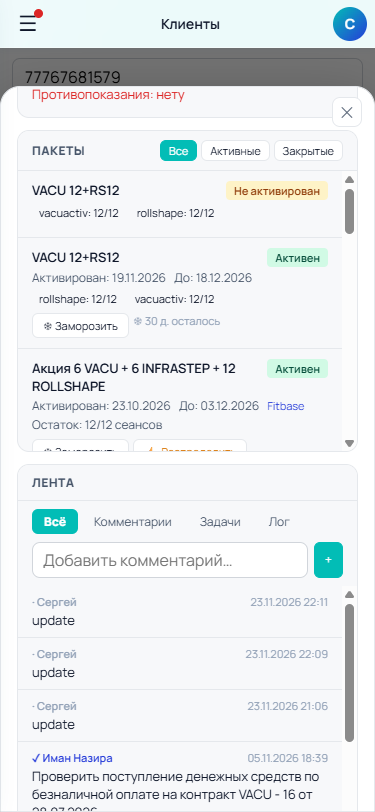 Клиенты
C
77767681579
Противопоказания: нету
ПАКЕТЫ
Все
Активные
Закрытые
VACU 12+RS12
Не активирован
vacuactiv: 12/12 rollshape: 12/12
VACU 12+RS12
Активен
Активирован: 19.11.2026 До: 18.12.2026
rollshape: 12/12 vacuactiv: 12/12
❄ Заморозить
❄ 30 д. осталось
Акция 6 VACU + 6 INFRASTEP + 12
ROLLSHAPE
Активен
Активирован: 23.10.2026 До: 03.12.2026 Fitbase
Остаток: 12/12 сеансов
ЛЕНТА
Всё
Комментарии
Задачи
Лог
Добавить комментарий...
+
· Сергей 23.11.2026 22:11
update
· Сергей 23.11.2026 22:09
update
· Сергей 23.11.2026 21:06
update
✓ Иман Назира 05.11.2026 18:39
Проверить поступление денежных средств по
безналичной оплате на контракт VACU - 16 от